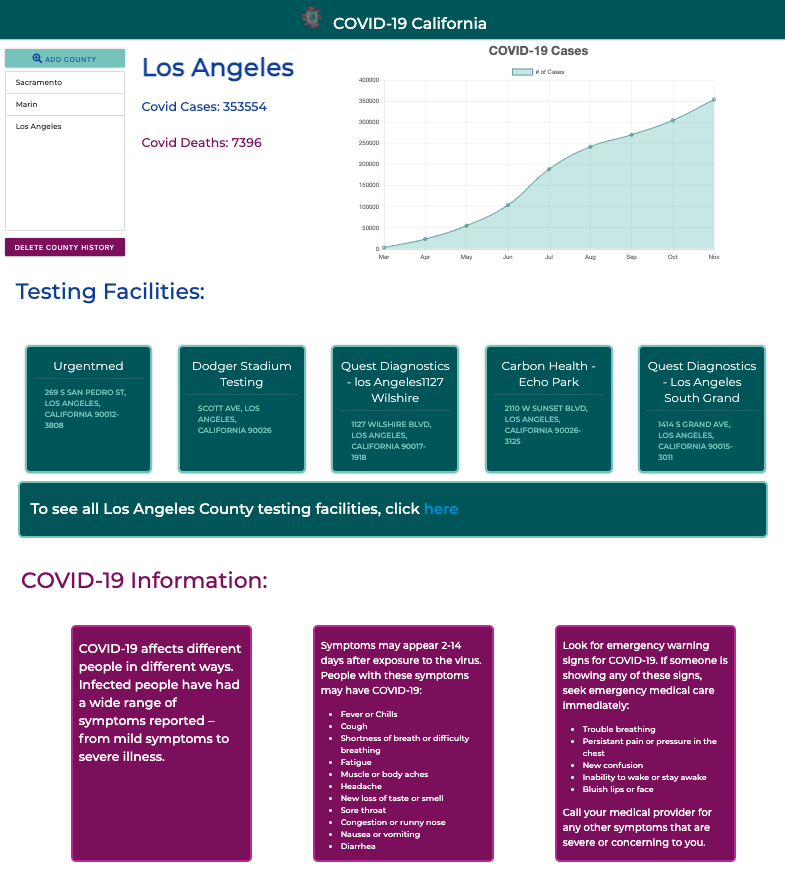 COVID-19 California
ADD COUNTY
Sacramento
Marin
Los Angeles
DELETE COUNTY HISTORY
Los Angeles
Covid Cases: 353554
Covid Deaths: 7396
COVID-19 Cases
# of Cases
400000
350000
300000
250000
200000
150000
100000
50000
0
Mar Apr May Jun Jul Aug Sep Oct Nov
Testing Facilities:
Urgentmed
269 S SAN PEDRO ST,
LOS ANGELES,
CALIFORNIA 90012-
3808
Dodger Stadium
Testing
SCOTT AVE, LOS
ANGELES,
CALIFORNIA 90026
Quest Diagnostics
- los Angeles1127
Wilshire
1127 WILSHIRE BLVD,
LOS ANGELES,
CALIFORNIA 90017-
1918
Carbon Health -
Echo Park
2110 W SUNSET BLVD,
LOS ANGELES,
CALIFORNIA 90026-
3125
Quest Diagnostics
- Los Angeles
South Grand
1414 S GRAND AVE,
LOS ANGELES,
CALIFORNIA 90015-
3011
To see all Los Angeles County testing facilities, click here
COVID-19 Information:
COVID-19 affects different
people in different ways.
Infected people have had
a wide range of
symptoms reported –
from mild symptoms to
severe illness.
Symptoms may appear 2-14
days after exposure to the virus.
People with these symptoms
may have COVID-19:
• Fever or Chills
• Cough
• Shortness of breath or difficulty
breathing
• Fatigue
• Muscle or body aches
• Headache
• New loss of taste or smell
• Sore throat
• Congestion or runny nose
• Nausea or vomiting
• Diarrhea
Look for emergency warning
signs for COVID-19. If someone is
showing any of these signs,
seek emergency medical care
immediately:
• Trouble breathing
• Persistant pain or pressure in the
chest
• New confusion
• Inability to wake or stay awake
• Bluish lips or face
Call your medical provider for
any other symptoms that are
severe or concerning to you.